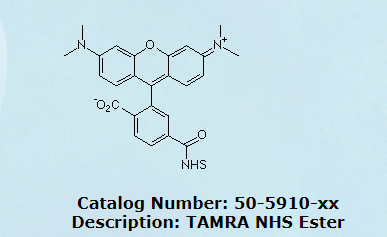 N
O
N+
-O2C
O
NHS
Catalog Number: 50-5910-xx
Description: TAMRA NHS Ester